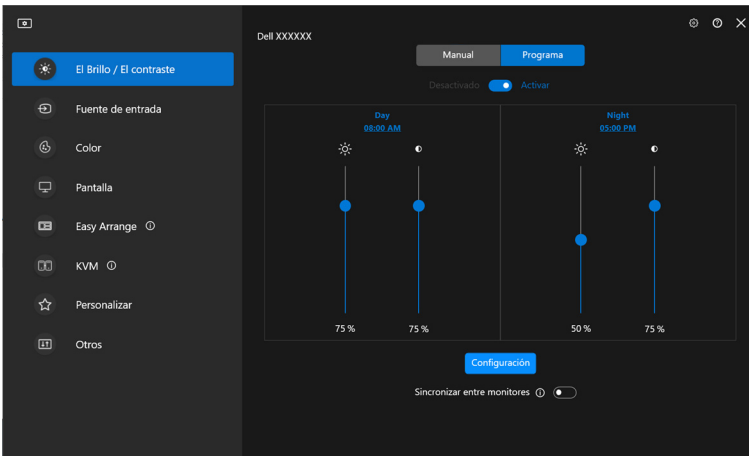 Dell XXXXXX
Manual Programa
Desactivado Activar
El Brillo / El contraste
Fuente de entrada
Color
Pantalla
Easy Arrange
KVM
Personalizar
Otros
Day
08:00 AM
75 % 75 %
Night
05:00 PM
50 % 75 %
Configuración
Sincronizar entre monitores